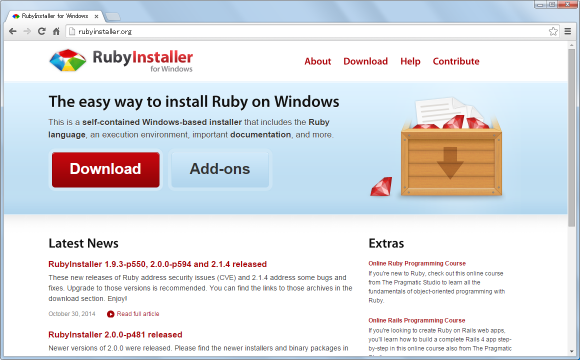 RubyInstaller for Windows
rubyinstaller.org
RubyInstaller
for Windows
About Download Help Contribute
The easy way to install Ruby on Windows
This is a self-contained Windows-based installer that includes the Ruby
language, an execution environment, important documentation, and more.
Download Add-ons
Latest News
RubyInstaller 1.9.3-p550, 2.0.0-p594 and 2.1.4 released
These new releases of Ruby address security issues (CVE) and 2.1.4 address some bugs and
fixes. Upgrade to those versions is recommended. You can find the links to those archives in the
download section. Enjoy!
October 30, 2014 Read full article
RubyInstaller 2.0.0-p481 released
Newer versions of 2.0.0 were released. Please find the newer installers and binary packages in
Extras
Online Ruby Programming Course
If you're new to Ruby, check out this online course
from The Pragmatic Studio to learn all the
fundamentals of object-oriented programming with
Ruby.
Online Rails Programming Course
If you're looking to create Ruby on Rails web apps,
you'll learn how to build a complete Rails 4 app step-
by-step in this online course also from The Pragmatic